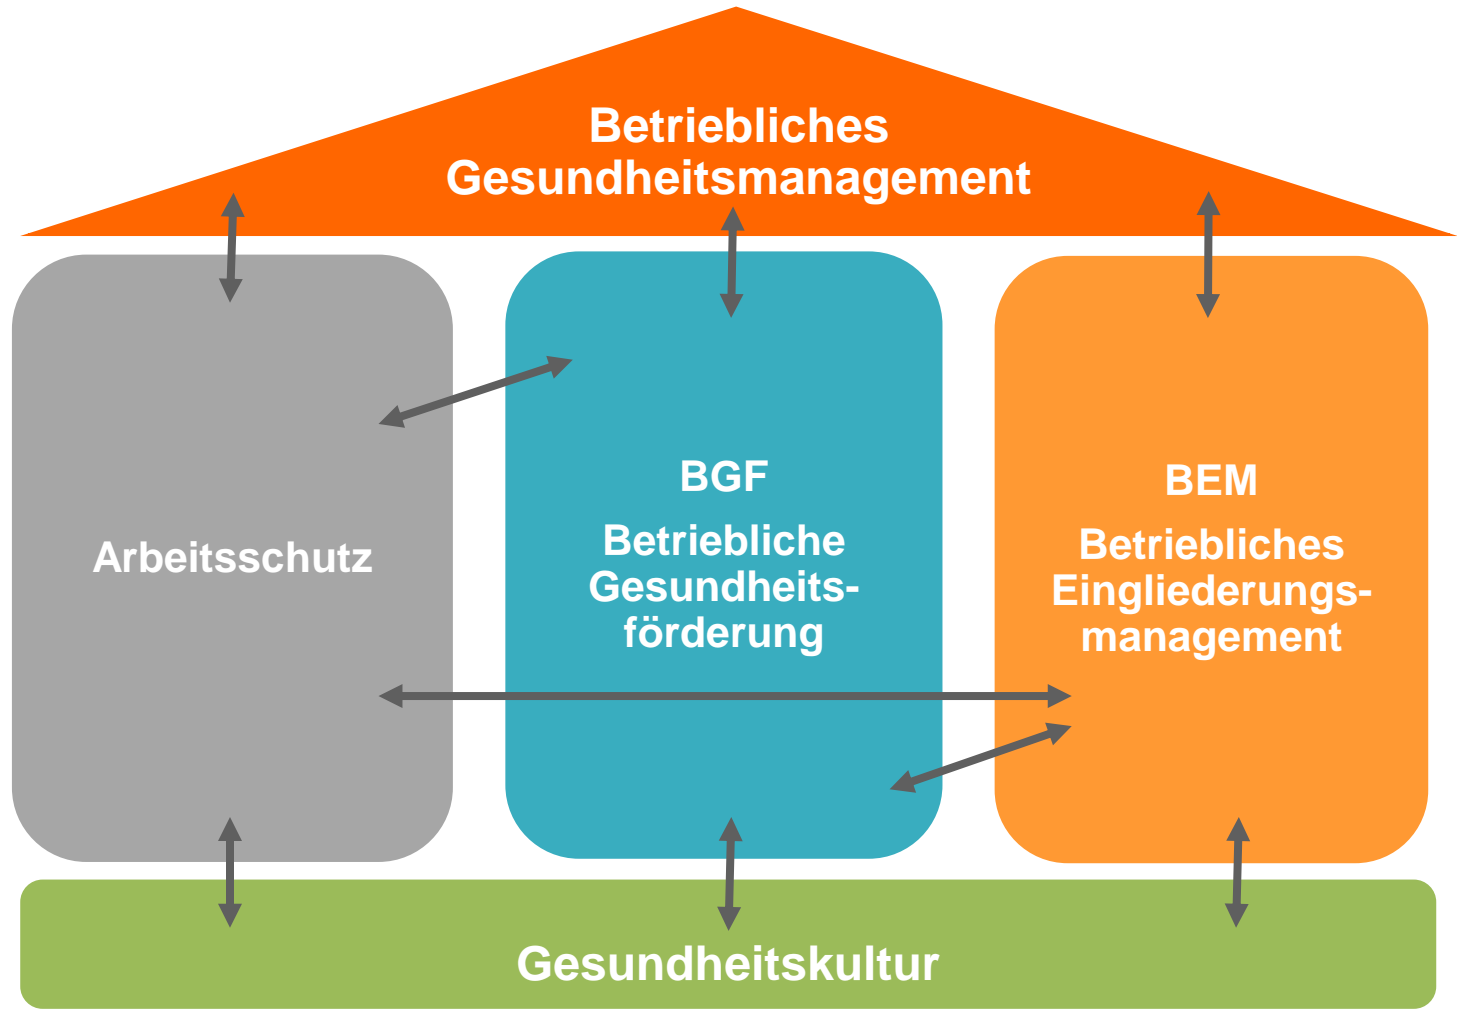 Betriebliches
Gesundheitsmanagement
Arbeitsschutz
BGF
Betriebliche
Gesundheits-
förderung
BEM
Betriebliches
Eingliederungs-
management
Gesundheitskultur